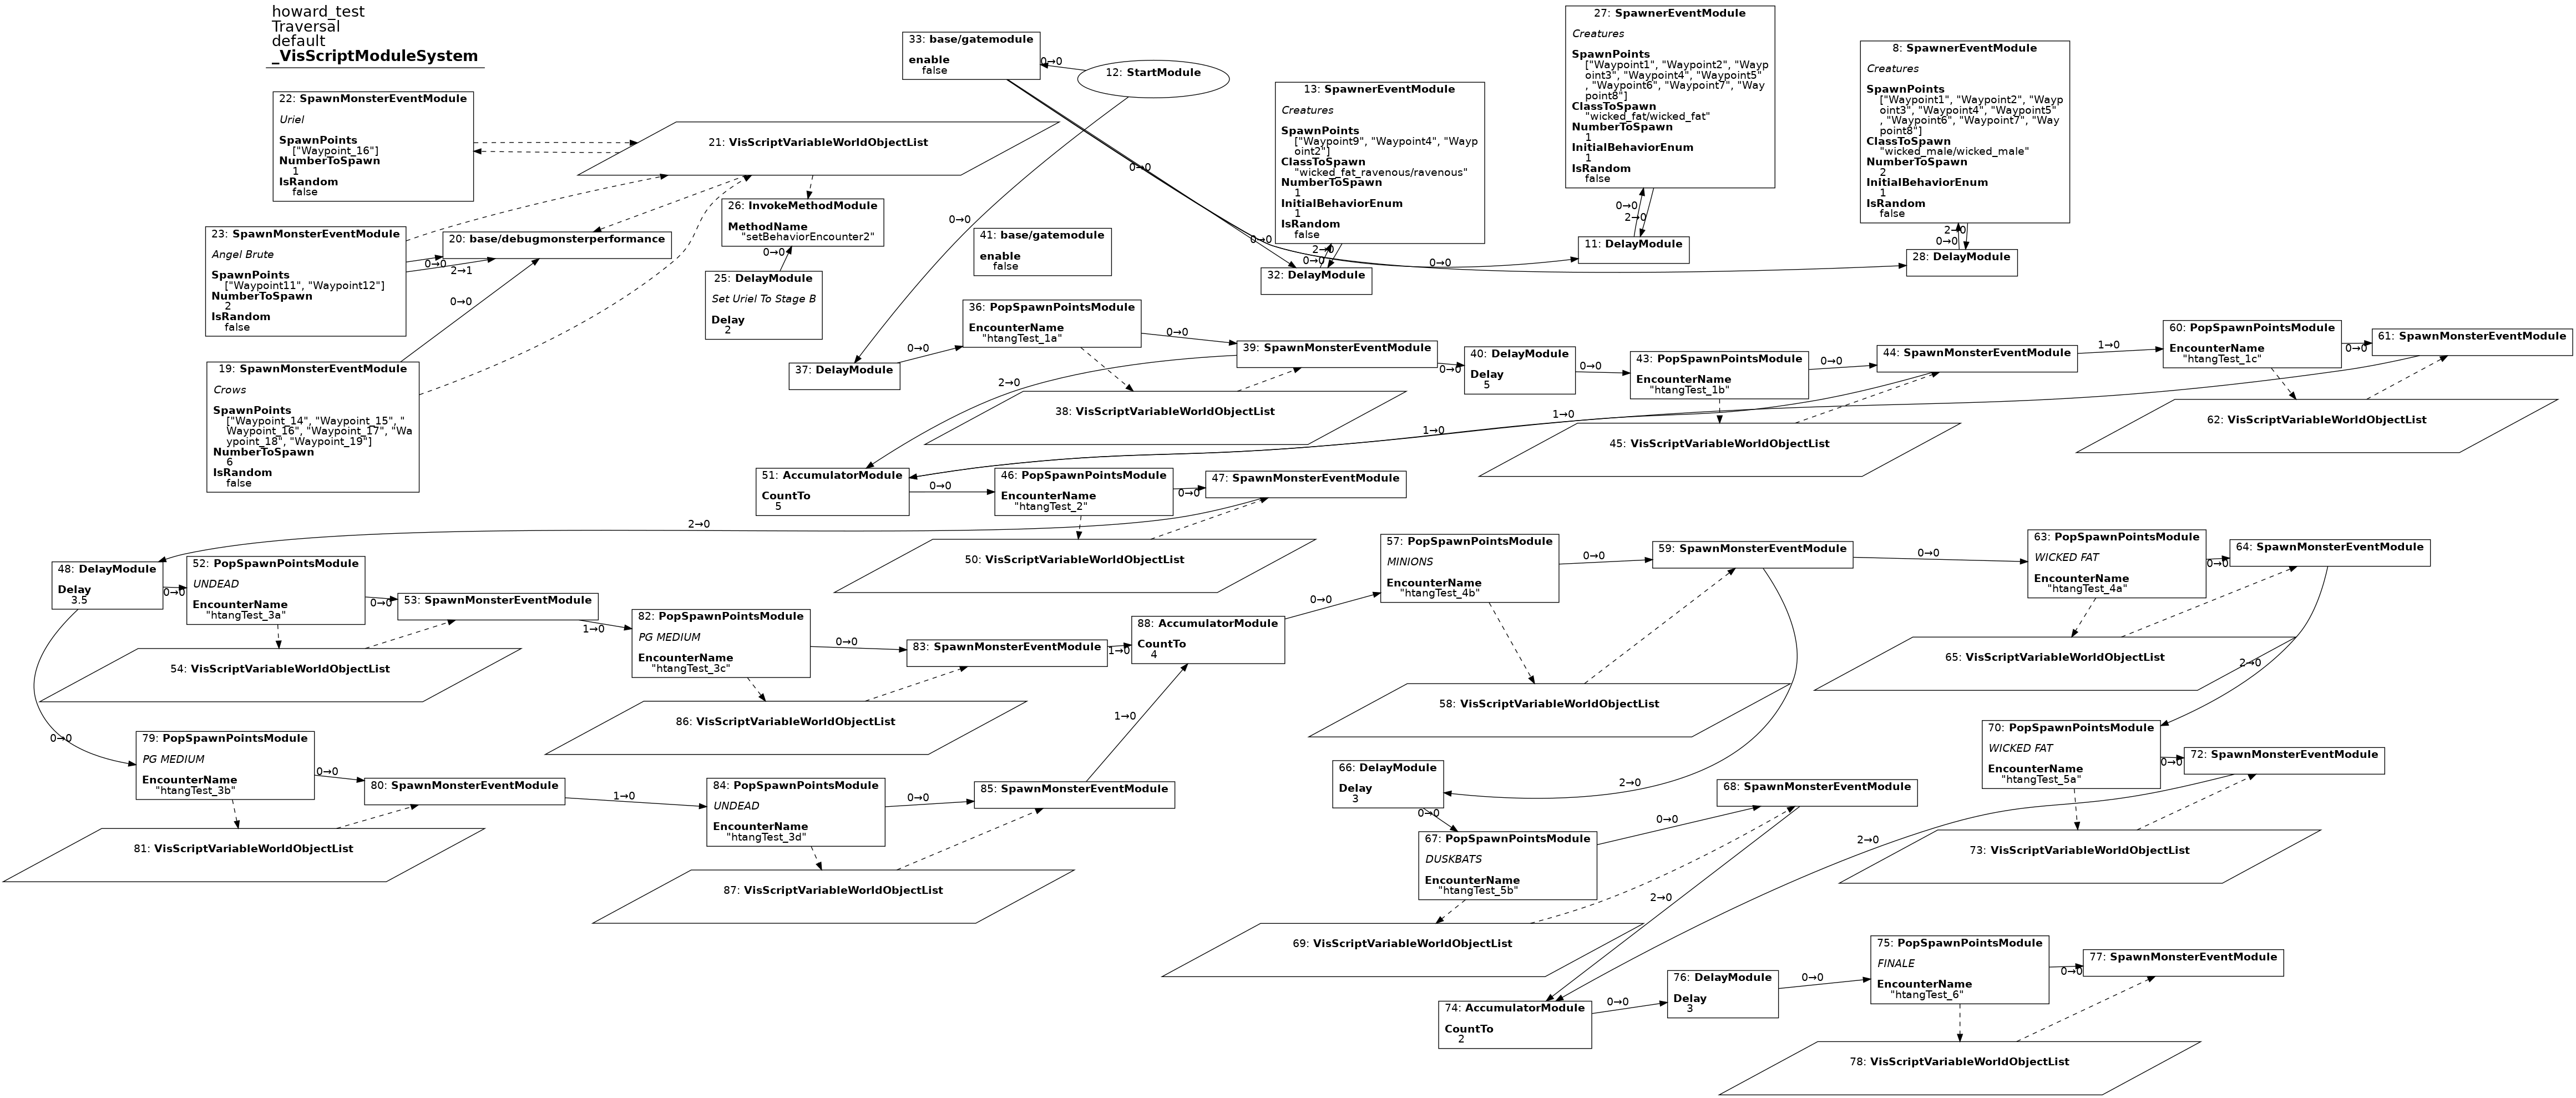 howard_test
Traversal
default
_VisScriptModuleSystem
22: SpawnMonsterEventModule
Uriel
SpawnPoints
["Waypoint_16"]
NumberToSpawn
1
IsRandom
false
23: SpawnMonsterEventModule
Angel Brute
SpawnPoints
["Waypoint11", "Waypoint12"]
NumberToSpawn
2
IsRandom
false
19: SpawnMonsterEventModule
Crows
SpawnPoints
["Waypoint_14", "Waypoint_15", "
Waypoint_16", "Waypoint_17", "Wa
ypoint_18", "Waypoint_19"]
NumberToSpawn
6
IsRandom
false
21: VisScriptVariableWorldObjectList
20: base/debugmonsterperformance
0→0
2→1
0→0
26: InvokeMethodModule
MethodName
"setBehaviorEncounter2"
0→0
25: DelayModule
Set Uriel To Stage B
Delay
2
33: base/gatemodule
enable
false
0→0
12: StartModule
0→0
0→0
0→0
0→0
41: base/gatemodule
enable
false
13: SpawnerEventModule
Creatures
SpawnPoints
["Waypoint9", "Waypoint4", "Wayp
oint2"]
ClassToSpawn
"wicked_fat_ravenous/ravenous"
NumberToSpawn
1
InitialBehaviorEnum
1
IsRandom
false
2→0
0→0
32: DelayModule
27: SpawnerEventModule
Creatures
SpawnPoints
["Waypoint1", "Waypoint2", "Wayp
oint3", "Waypoint4", "Waypoint5"
, "Waypoint6", "Waypoint7", "Way
point8"]
ClassToSpawn
"wicked_fat/wicked_fat"
NumberToSpawn
1
InitialBehaviorEnum
1
IsRandom
false
0→0
2→0
11: DelayModule
8: SpawnerEventModule
Creatures
SpawnPoints
["Waypoint1", "Waypoint2", "Wayp
oint3", "Waypoint4", "Waypoint5"
, "Waypoint6", "Waypoint7", "Way
point8"]
ClassToSpawn
"wicked_male/wicked_male"
NumberToSpawn
2
InitialBehaviorEnum
1
IsRandom
false
2→0
0→0
28: DelayModule
37: DelayModule
0→0
36: PopSpawnPointsModule
EncounterName
"htangTest_1a"
0→0
38: VisScriptVariableWorldObjectList
39: SpawnMonsterEventModule
0→0
2→0
40: DelayModule
Delay
5
0→0
43: PopSpawnPointsModule
EncounterName
"htangTest_1b"
0→0
44: SpawnMonsterEventModule
45: VisScriptVariableWorldObjectList
1→0
1→0
1→0
60: PopSpawnPointsModule
EncounterName
"htangTest_1c"
0→0
61: SpawnMonsterEventModule
62: VisScriptVariableWorldObjectList
51: AccumulatorModule
CountTo
5
0→0
46: PopSpawnPointsModule
EncounterName
"htangTest_2"
0→0
47: SpawnMonsterEventModule
50: VisScriptVariableWorldObjectList
2→0
48: DelayModule
Delay
3.5
0→0
0→0
52: PopSpawnPointsModule
UNDEAD
EncounterName
"htangTest_3a"
0→0
53: SpawnMonsterEventModule
54: VisScriptVariableWorldObjectList
1→0
82: PopSpawnPointsModule
PG MEDIUM
EncounterName
"htangTest_3c"
0→0
83: SpawnMonsterEventModule
86: VisScriptVariableWorldObjectList
1→0
88: AccumulatorModule
CountTo
4
0→0
79: PopSpawnPointsModule
PG MEDIUM
EncounterName
"htangTest_3b"
0→0
80: SpawnMonsterEventModule
81: VisScriptVariableWorldObjectList
1→0
84: PopSpawnPointsModule
UNDEAD
EncounterName
"htangTest_3d"
0→0
85: SpawnMonsterEventModule
87: VisScriptVariableWorldObjectList
1→0
57: PopSpawnPointsModule
MINIONS
EncounterName
"htangTest_4b"
0→0
59: SpawnMonsterEventModule
58: VisScriptVariableWorldObjectList
0→0
2→0
63: PopSpawnPointsModule
WICKED FAT
EncounterName
"htangTest_4a"
0→0
64: SpawnMonsterEventModule
65: VisScriptVariableWorldObjectList
2→0
70: PopSpawnPointsModule
WICKED FAT
EncounterName
"htangTest_5a"
0→0
72: SpawnMonsterEventModule
73: VisScriptVariableWorldObjectList
2→0
66: DelayModule
Delay
3
0→0
67: PopSpawnPointsModule
DUSKBATS
EncounterName
"htangTest_5b"
0→0
68: SpawnMonsterEventModule
69: VisScriptVariableWorldObjectList
2→0
74: AccumulatorModule
CountTo
2
0→0
76: DelayModule
Delay
3
0→0
75: PopSpawnPointsModule
FINALE
EncounterName
"htangTest_6"
0→0
77: SpawnMonsterEventModule
78: VisScriptVariableWorldObjectList